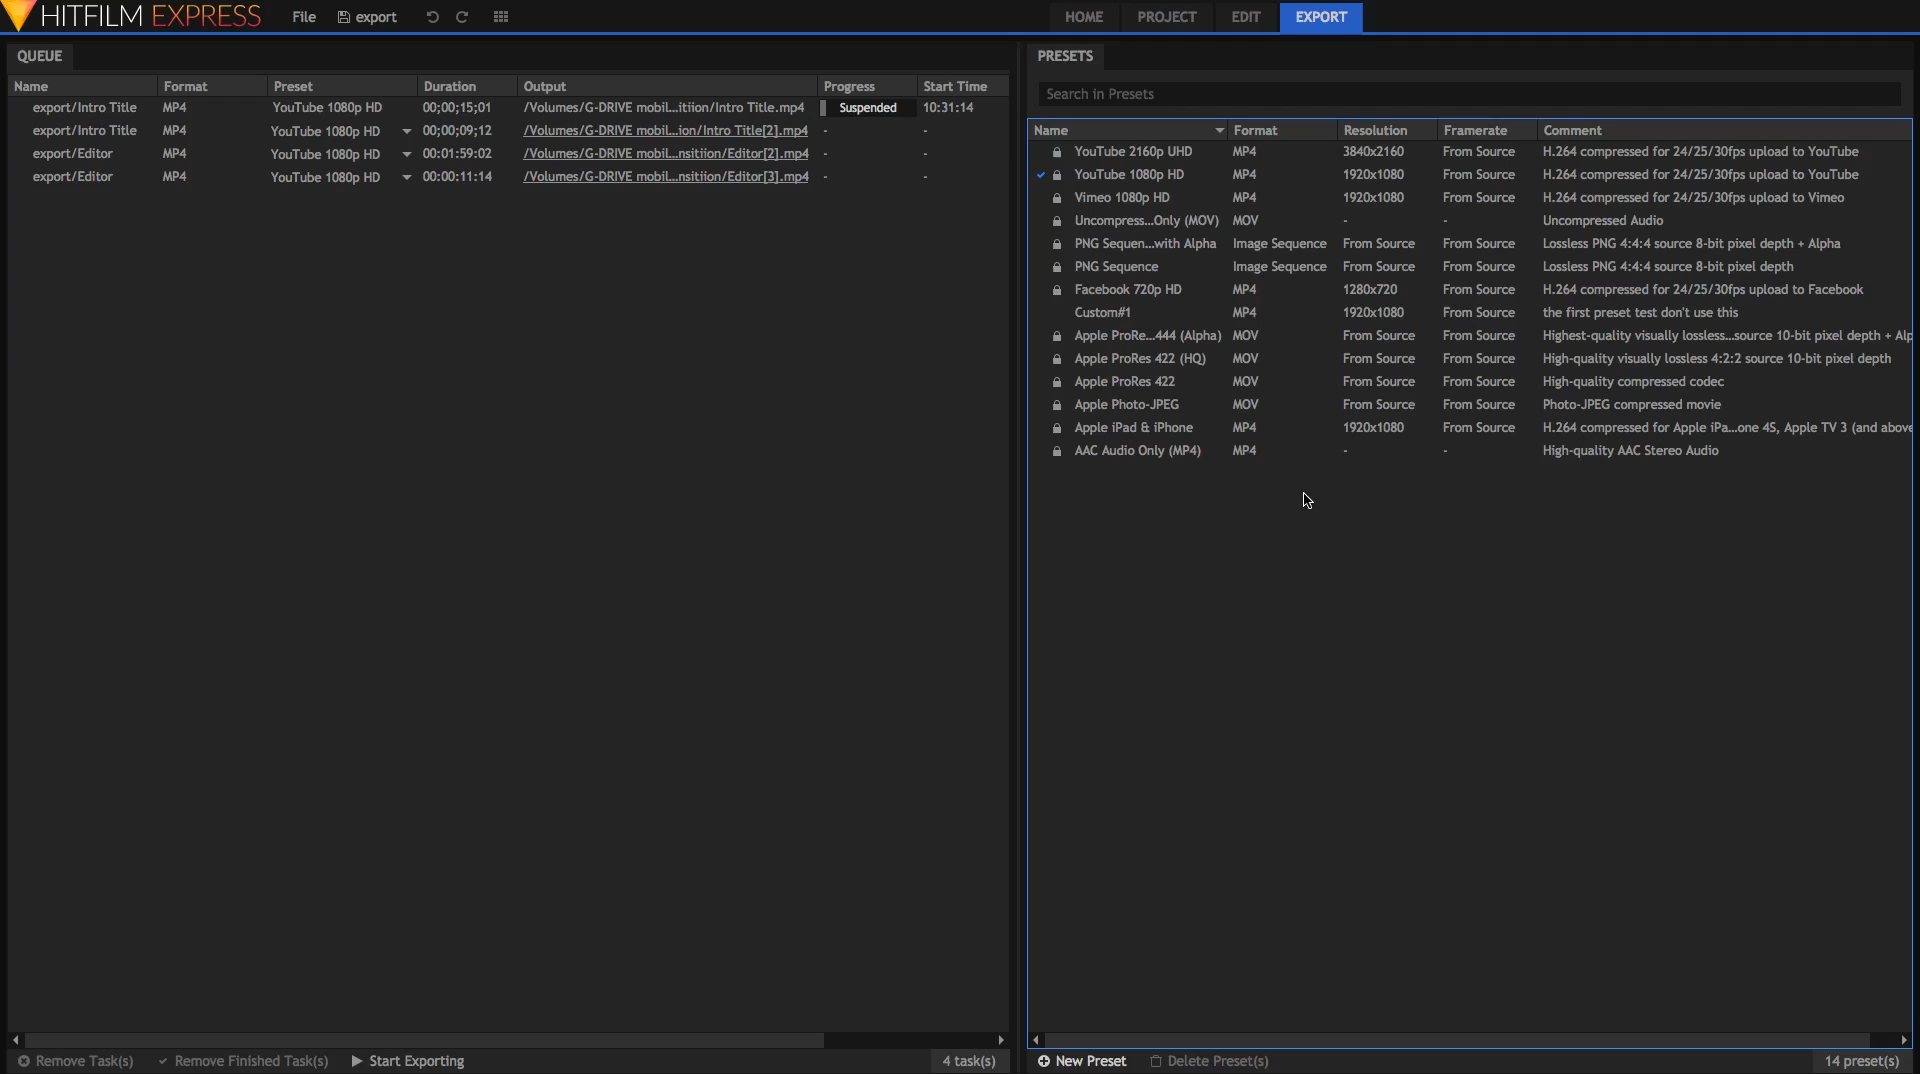 HITFILM EXPRESS File export HOME PROJECT EDIT EXPORT
QUEUE
Name Format Preset Duration Output Progress Start Time
export/Intro Title MP4 YouTube 1080p HD 00;00;15;01 /Volumes/G-DRIVE mobil...itiion/Intro Title.mp4 Suspended 10:31:14
export/Intro Title MP4 YouTube 1080p HD 00;00;09;12 /Volumes/G-DRIVE mobil...ion/Intro Title[2].mp4 - -
export/Editor MP4 YouTube 1080p HD 00:01:59:02 /Volumes/G-DRIVE mobil...nsitiion/Editor[2].mp4 - -
export/Editor MP4 YouTube 1080p HD 00:00:11:14 /Volumes/G-DRIVE mobil...nsitiion/Editor[3].mp4 - -
Remove Task(s) Remove Finished Task(s) Start Exporting 4 task(s)
PRESETS
Search in Presets
Name Format Resolution Framerate Comment
YouTube 2160p UHD MP4 3840x2160 From Source H.264 compressed for 24/25/30fps upload to YouTube
YouTube 1080p HD MP4 1920x1080 From Source H.264 compressed for 24/25/30fps upload to YouTube
Vimeo 1080p HD MP4 1920x1080 From Source H.264 compressed for 24/25/30fps upload to Vimeo
Uncompress...Only (MOV) MOV - - Uncompressed Audio
PNG Sequen...with Alpha Image Sequence From Source From Source Lossless PNG 4:4:4 source 8-bit pixel depth + Alpha
PNG Sequence Image Sequence From Source From Source Lossless PNG 4:4:4 source 8-bit pixel depth
Facebook 720p HD MP4 1280x720 From Source H.264 compressed for 24/25/30fps upload to Facebook
Custom#1 MP4 1920x1080 From Source the first preset test don't use this
Apple ProRe...444 (Alpha) MOV From Source From Source Highest-quality visually lossless...source 10-bit pixel depth + Alp
Apple ProRes 422 (HQ) MOV From Source From Source High-quality visually lossless 4:2:2 source 10-bit pixel depth
Apple ProRes 422 MOV From Source From Source High-quality compressed codec
Apple Photo-JPEG MOV From Source From Source Photo-JPEG compressed movie
Apple iPad & iPhone MP4 1920x1080 From Source H.264 compressed for Apple iPa...one 4S, Apple TV 3 (and above
AAC Audio Only (MP4) MP4 - - High-quality AAC Stereo Audio
New Preset Delete Preset(s) 14 preset(s)